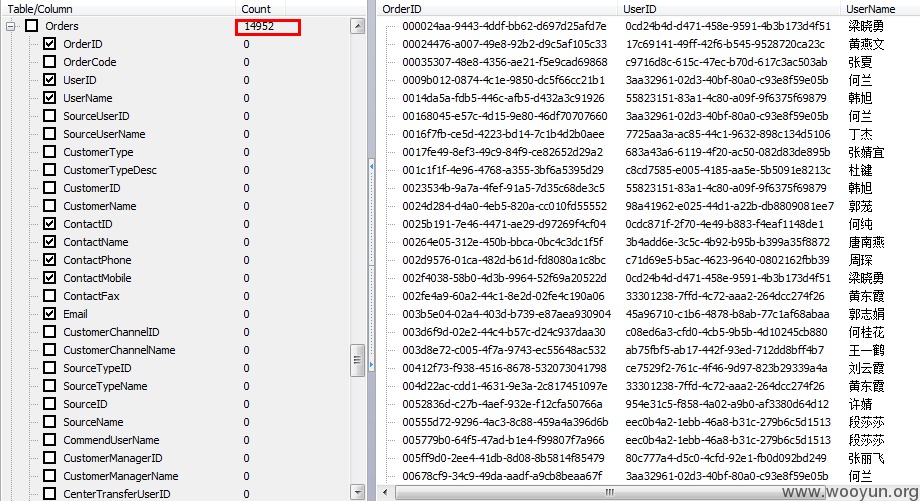 Table/Column Count
Orders 14952
OrderID 0
OrderCode 0
UserID 0
UserName 0
SourceUserID 0
SourceUserName 0
CustomerType 0
CustomerTypeDesc 0
CustomerID 0
CustomerName 0
ContactID 0
ContactName 0
ContactPhone 0
ContactMobile 0
ContactFax 0
Email 0
CustomerChannelID 0
CustomerChannelName 0
SourceTypeID 0
SourceTypeName 0
SourceID 0
SourceName 0
CommendUserName 0
CustomerManagerID 0
CustomerManagerName 0
CenterTransferUserID 0
OrderID UserID UserName
000024aa-9443-4ddf-bb62-d697d25afd7e 0cd24b4d-d471-458e-9591-4b3b173d4f51 梁晓勇
00024476-a007-49e8-92b2-d9c5af105c33 17c69141-49ff-42f6-b545-9528720ca23c 黄燕文
00035307-48e8-4356-ae21-f5e9cad69868 c9716d8c-615c-47ec-b70d-617c3ac503ab 张夏
0009b012-0874-4c1e-9850-dc5f66cc21b1 3aa32961-02d3-40bf-80a0-c93e8f59e05b 何兰
0014da5a-fdb5-446c-afb5-d432a3c91926 55823151-83a1-4c80-a09f-9f6375f69879 韩旭
00168045-e57c-4d15-9e80-46df70707660 3aa32961-02d3-40bf-80a0-c93e8f59e05b 何兰
0016f7fb-ce5d-4223-bd14-7c1b4d2b0aee 7725aa3a-ac85-44c1-9632-898c134d5106 丁杰
0017fe49-8ef3-49c9-84f9-ce82652d29a2 683a43a6-6119-4f20-ac50-082d83de895b 张婧宜
001c1f1f-4e96-4768-a355-3bf6a5395d29 c8cd7585-e005-4185-aa5e-5b5091e8213c 杜键
0023534b-9a7a-4fef-91a5-7d35c68de3c5 55823151-83a1-4c80-a09f-9f6375f69879 韩旭
0024d284-d4a0-4eb5-820a-cc010fd55552 98a41962-e025-44d1-a22b-db8809081ee7 郭茏
0025b191-7e46-4471-ae29-d97269f4cf04 0cdc871f-2f70-4e49-b883-f4eaf1148de1 何纯
00264e05-312e-450b-bbca-0bc4c3dc1f5f 3b4add6e-3c5c-4b92-b95b-b399a35f8872 唐南燕
002d9576-01ca-482d-b61d-fd8080a1c8bc c71d69e5-b5ac-4623-9640-0802162fbb39 周琛
002f4038-58b0-4d3b-9964-52f69a20522d 0cd24b4d-d471-458e-9591-4b3b173d4f51 梁晓勇
002fe4a9-60a2-44c1-8e2d-02fe4c190a06 33301238-7ffd-4c72-aaa2-264dcc274f26 黄东霞
003b5e04-02a4-403d-b739-e87aea930904 45a96710-c1b6-4878-b8ab-77c1af68abaa 郭志娟
003d6f9d-02e2-44c4-b57c-d24c937daa30 c08ed6a3-cfd0-4cb5-9b5b-4d10245cb880 何桂花
003d8e72-c005-4f7a-9743-ec55648ac532 ab75fbf5-ab17-442f-93ed-712dd8bff4b7 王一鹤
00412f73-f938-4516-8678-532073041798 ce7529f2-761c-4f46-9d97-823b29339a4a 刘云霞
004d22ac-cdd1-4631-9e3a-2c817451097e 33301238-7ffd-4c72-aaa2-264dcc274f26 黄东霞
0052836d-c27b-4aef-932e-f12cfa50766a 954e31c5-f858-4a02-a9b0-af3380d64d12 许婧
00555d72-9296-4ac3-8c88-459a4a396d6b eec0b4a2-1ebb-46a8-b31c-279b6c5d1513 段莎莎
005779b0-64f5-47ad-b1e4-f99807f7a966 eec0b4a2-1ebb-46a8-b31c-279b6c5d1513 段莎莎
005ff9d0-2ee4-41db-8d08-8b5814f85479 80c777a4-d5c0-4cfd-92e1-fb0d092bd249 张丽飞
00678cf9-34c9-49da-aadf-a9cb8beaa67f 3aa32961-02d3-40bf-80a0-c93e8f59e05b 何兰
www.wooyun.org